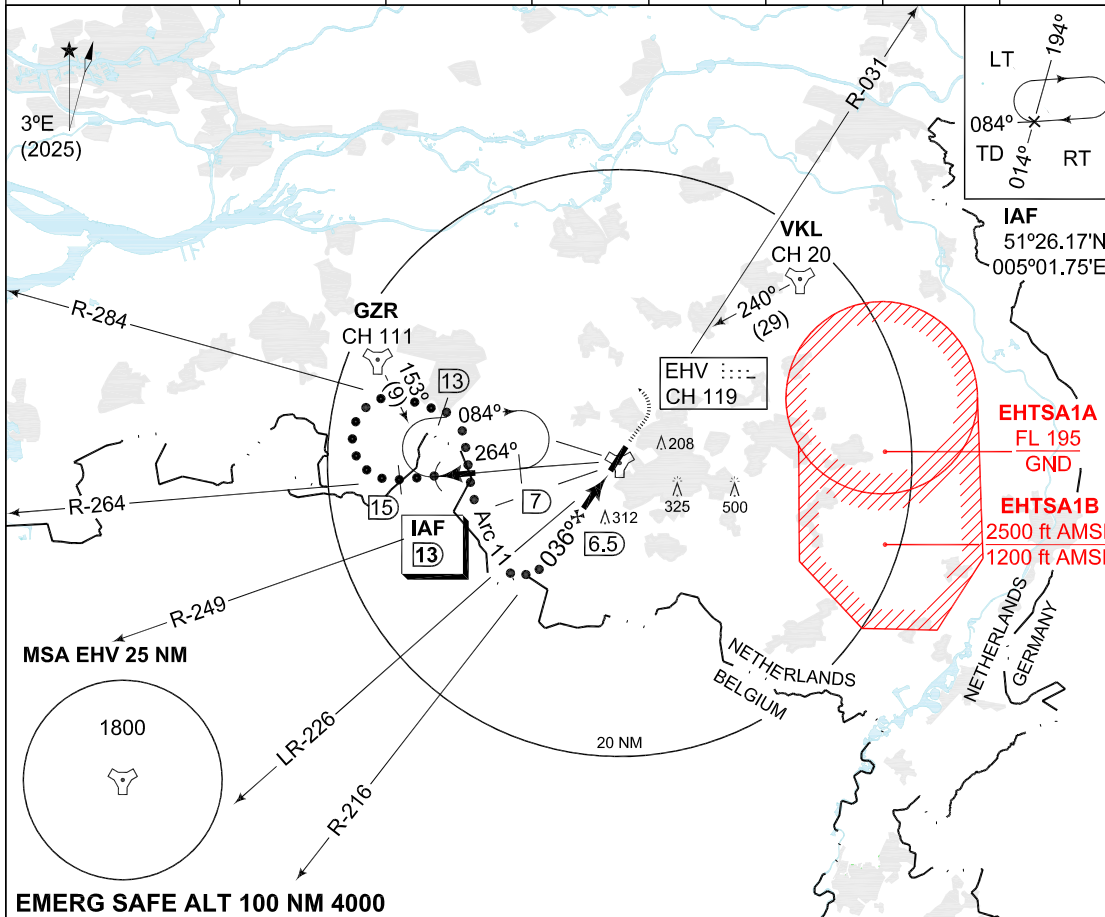 3ºE
(2025)
R-031
LT
194º
084º
TD
014º
RT
IAF
51º26.17'N
005º01.75'E
VKL
CH 20
240º
(29)
R-284
GZR
CH 111
153º
(9)
13
084º
264º
EHV
CH 119
208
325
500
312
EHTSA1A
FL 195
GND
EHTSA1B
2500 ft AMSL
1200 ft AMSL
R-264
15
7
IAF
13
Arc 11
036º
6.5
R-249
NETHERLANDS
BELGIUM
NETHERLANDS
GERMANY
MSA EHV 25 NM
1800
LR-226
R-216
20 NM
EMERG SAFE ALT 100 NM 4000